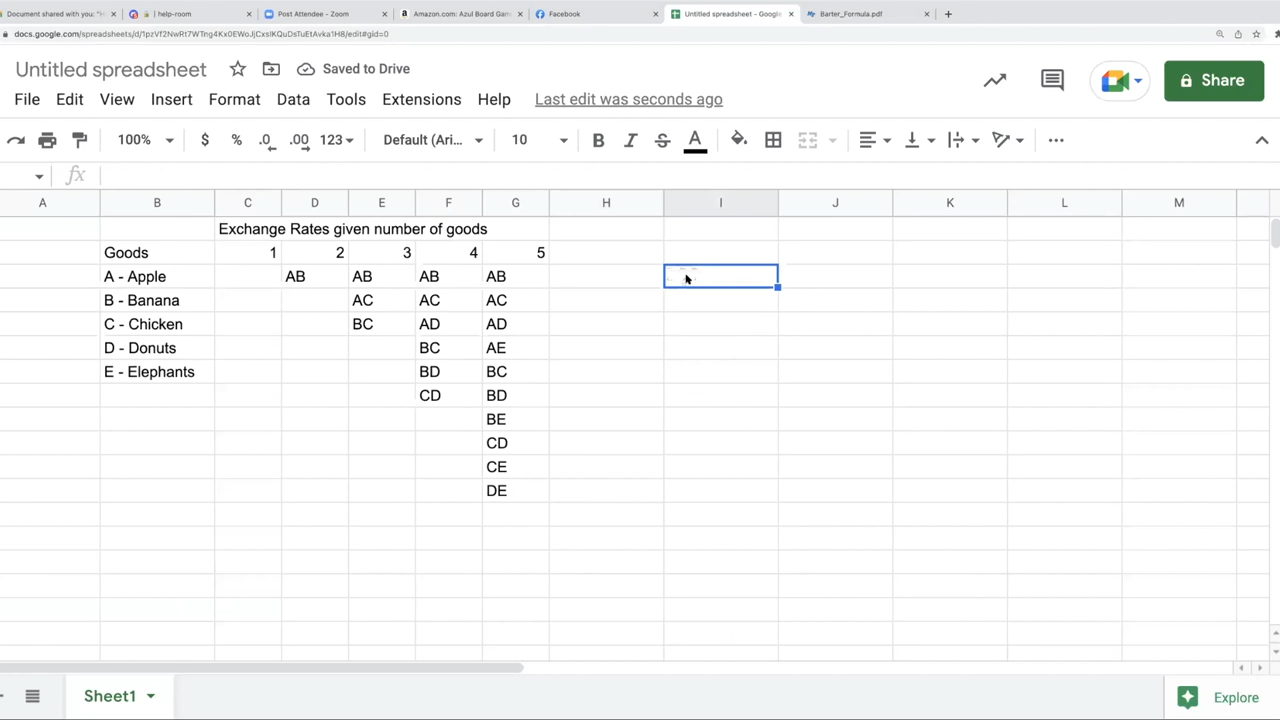 Document shared with you: "H
help-room
Post Attendee - Zoom
Amazon.com: Azul Board Gam
Facebook
Untitled spreadsheet - Google
Barter_Formula.pdf
docs.google.com/spreadsheets/d/
Untitled spreadsheet
Saved to Drive
Share
File Edit View Insert Format Data Tools Extensions Help Last edit was seconds ago
100% $ % .0 .00 123 Default (Ari... 10 B I S A
fx
A B C D E F G H I J K L M
Exchange Rates given number of goods
Goods 1 2 3 4 5
A - Apple AB AB AB AB
B - Banana AC AC AC
C - Chicken BC AD AD
D - Donuts BC AE
E - Elephants BD BC
CD BD
BE
CD
CE
DE
Sheet1
Explore